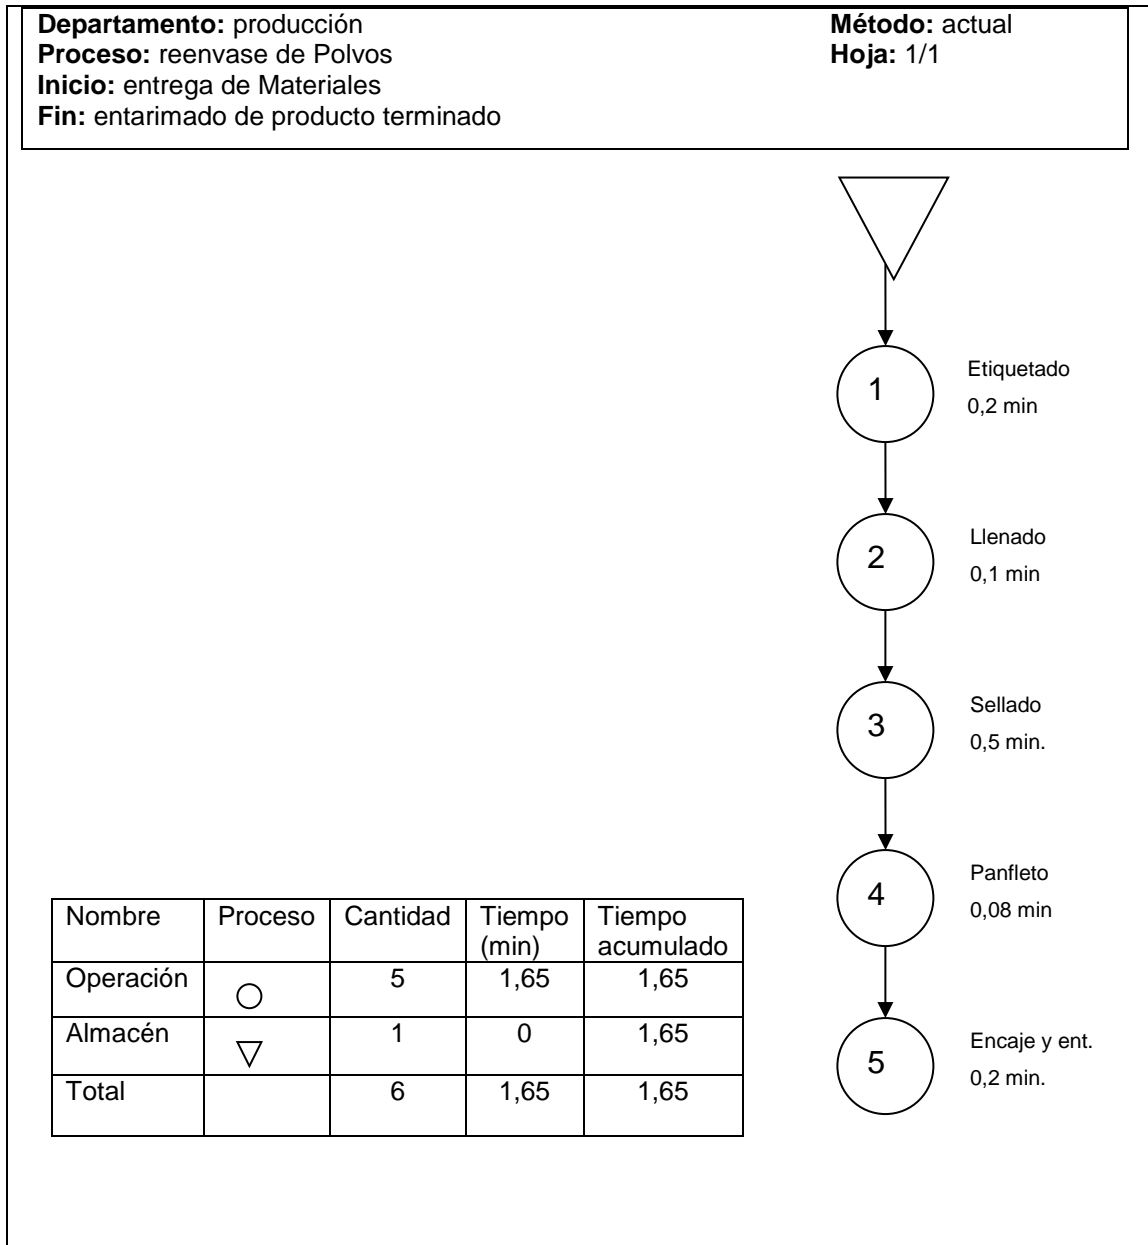 Departamento: producción Método: actual
Proceso: reenvase de Polvos Hoja: 1/1
Inicio: entrega de Materiales
Fin: entarimado de producto terminado
1 Etiquetado
0,2 min
2 Llenado
0,1 min
3 Sellado
0,5 min.
4 Panfleto
0,08 min
5 Encaje y ent.
0,2 min.
Nombre Proceso Cantidad Tiempo (min) Tiempo acumulado
Operación 5 1,65 1,65
Almacén 1 0 1,65
Total 6 1,65 1,65